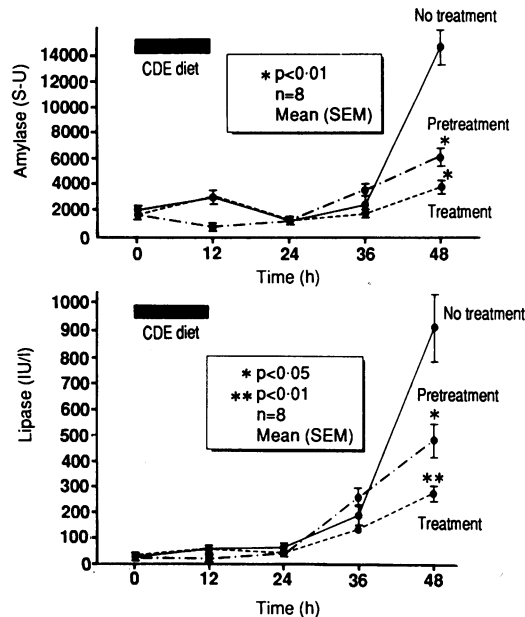 No treatment
14000
12000
10000
8000
6000
4000
2000
0
Amylase (S-U)
CDE diet
* p<0·01
n=8
Mean (SEM)
Pretreatment
*
*
Treatment
0 12 24 36 48
Time (h)
1000
900
800
700
600
500
400
300
200
100
0
Lipase (IU/l)
CDE diet
* p<0·05
** p<0·01
n=8
Mean (SEM)
No treatment
Pretreatment
*
**
Treatment
0 12 24 36 48
Time (h)